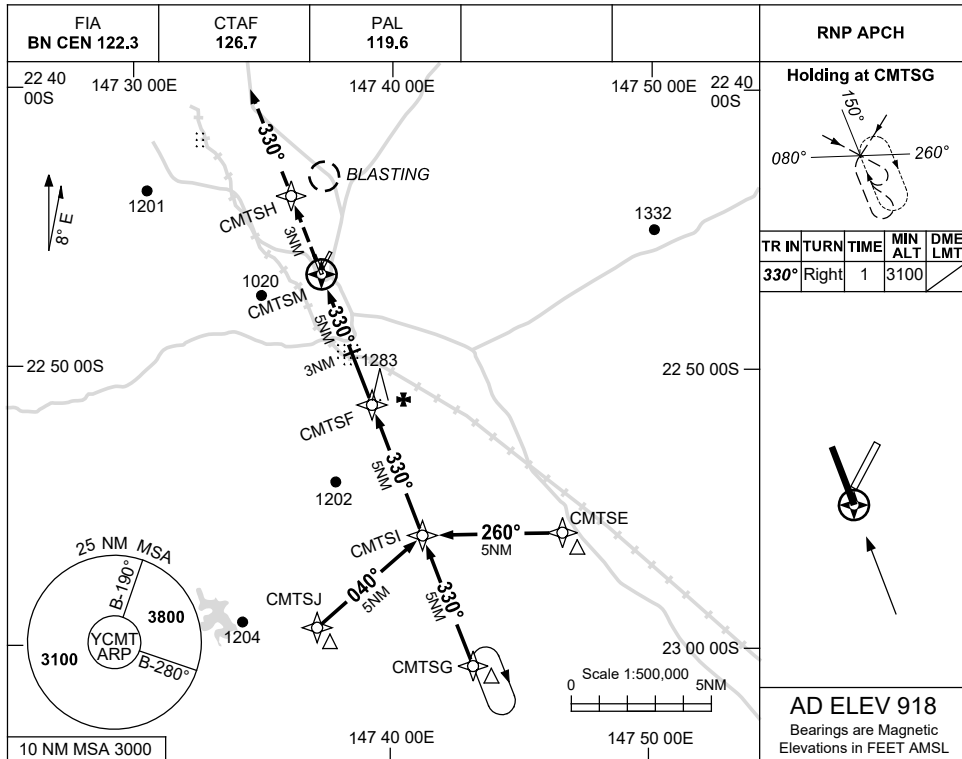 FIA
BN CEN 122.3
CTAF
126.7
PAL
119.6
RNP APCH
22 40
00S
147 30 00E
147 40 00E
147 50 00E
22 40
00S
Holding at CMTSG
150°
080°
260°
TR IN TURN TIME MIN ALT DME LMT
330° Right 1 3100
330°
BLASTING
8° E
1201
CMTSH
1332
3NM
1020
CMTSM
330°
5NM
22 50 00S
3NM
1283
22 50 00S
CMTSF
330°
5NM
1202
CMTSE
CMTSI
260°
5NM
25 NM MSA
B-190°
3800
YCMT
ARP
3100
B-280°
CMTSJ
040°
5NM
330°
5NM
1204
CMTSG
23 00 00S
Scale 1:500,000
0 5NM
10 NM MSA 3000
147 40 00E
147 50 00E
AD ELEV 918
Bearings are Magnetic
Elevations in FEET AMSL